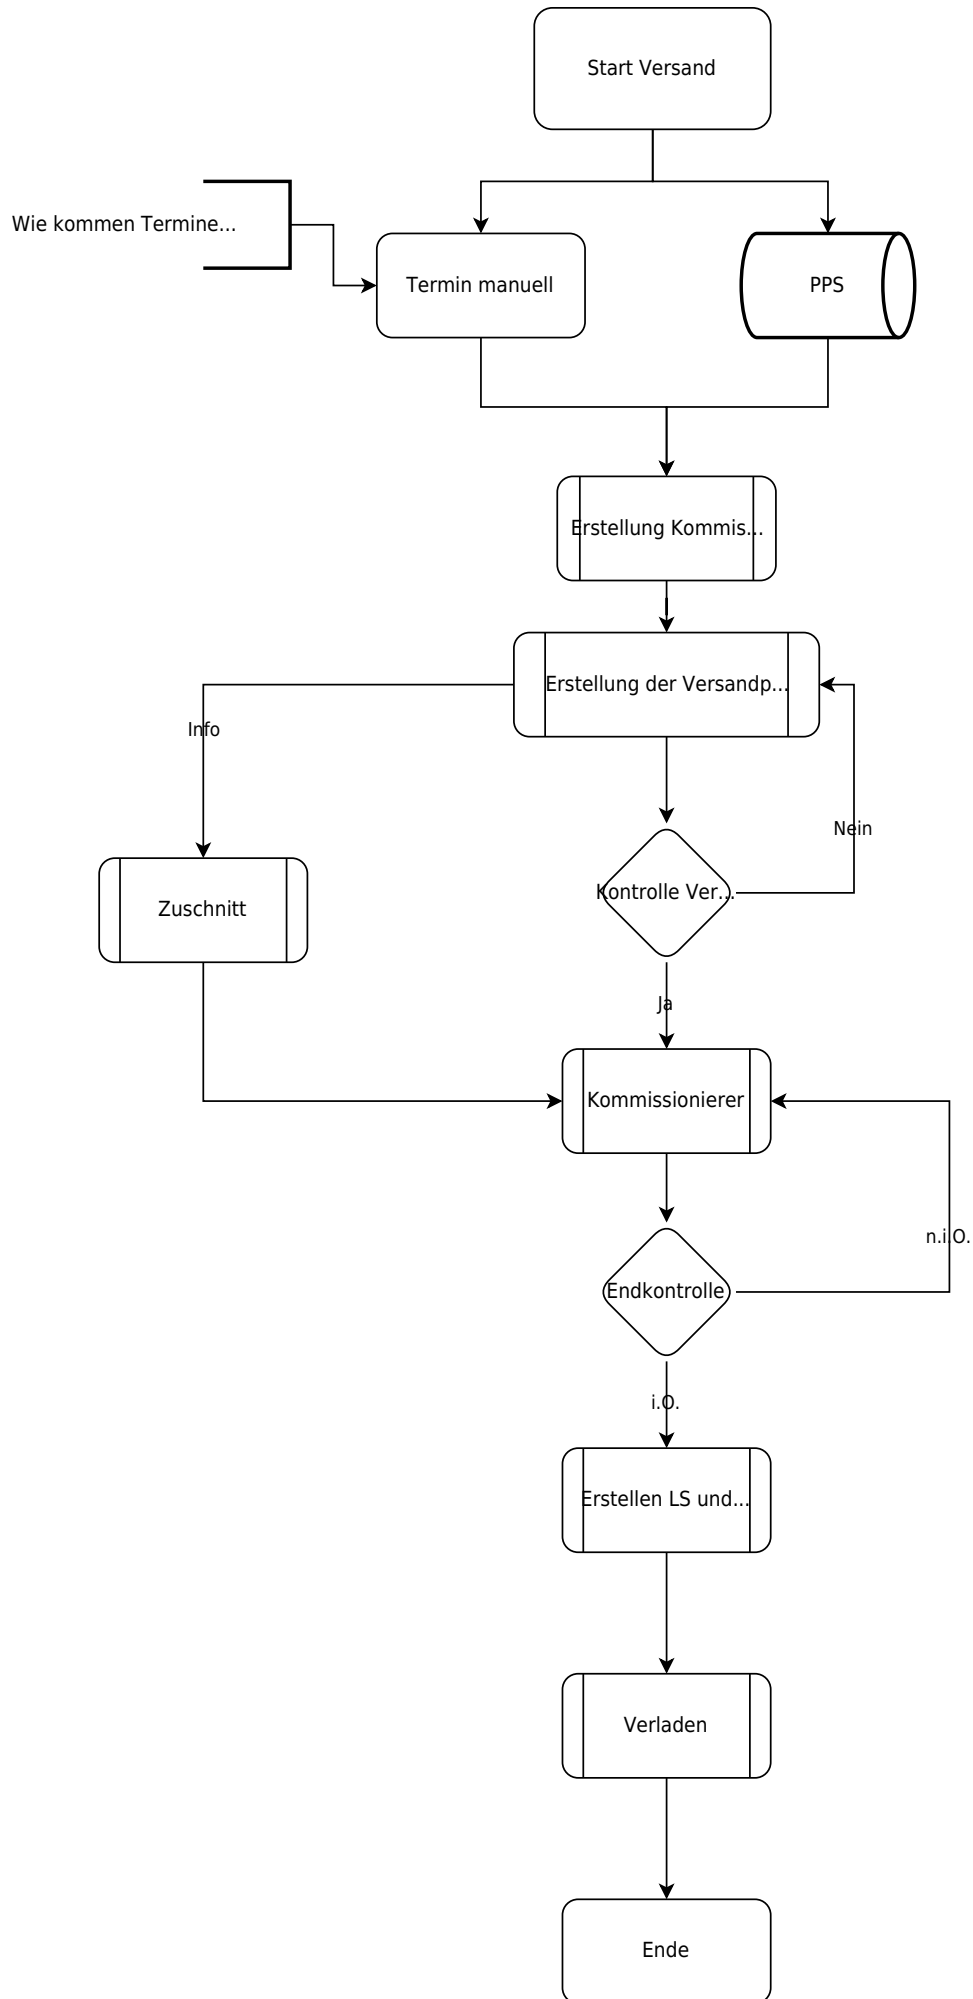 Start Versand
Wie kommen Termine...
Termin manuell
PPS
Erstellung Kommis...
Erstellung der Versandp...
Info
Nein
Kontrolle Ver...
Zuschnitt
Ja
Kommissionierer
n.i.O.
Endkontrolle
i.O.
Erstellen LS und...
Verladen
Ende